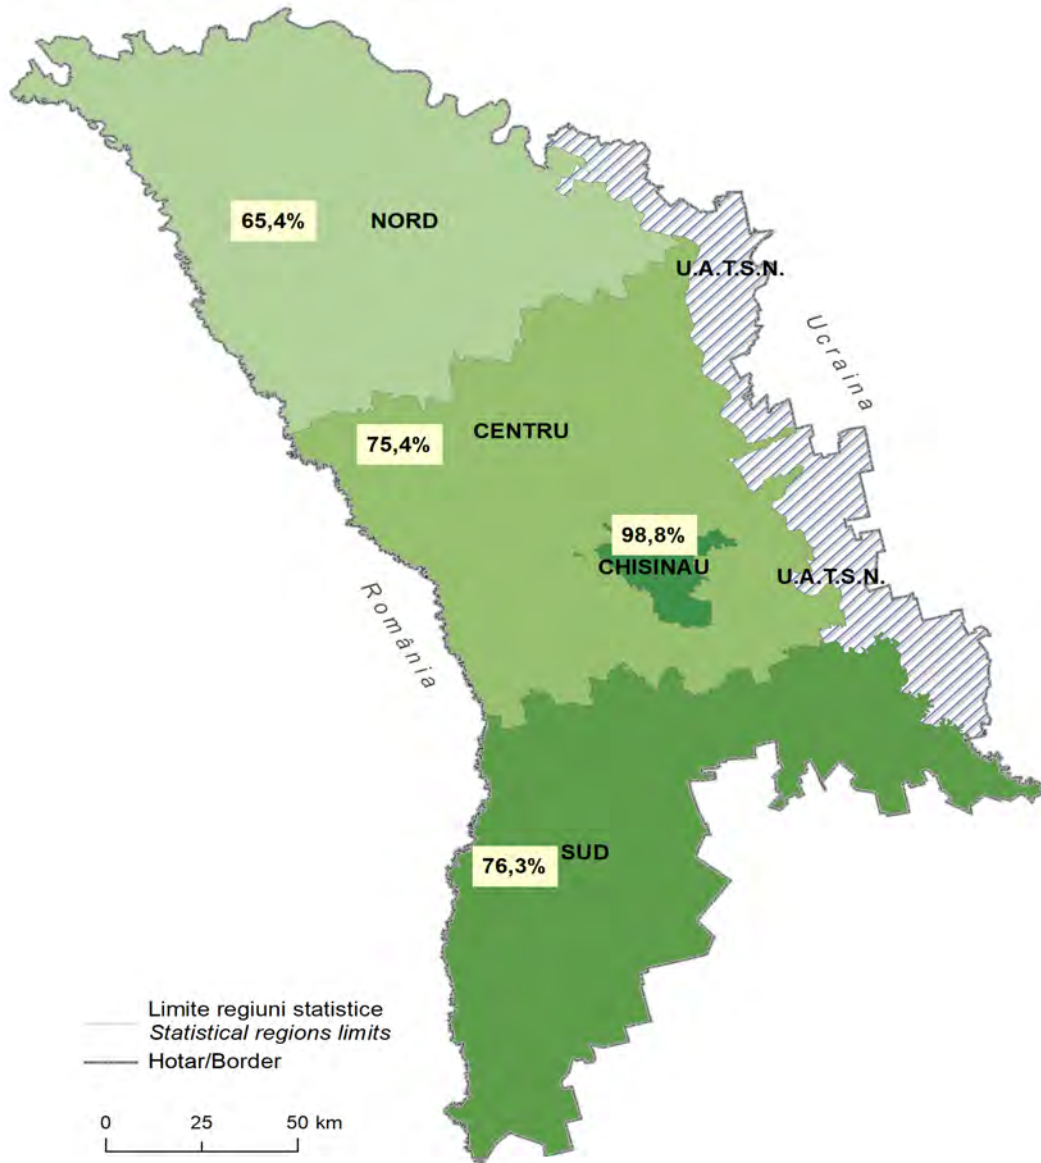 65,4%
NORD
U.A.T.S.N.
Ucraina
75,4%
CENTRU
98,8%
CHISINAU
U.A.T.S.N.
România
SUD
76,3%
Limite regiuni statistice
Statistical regions limits
Hotar/Border
0 25 50 km